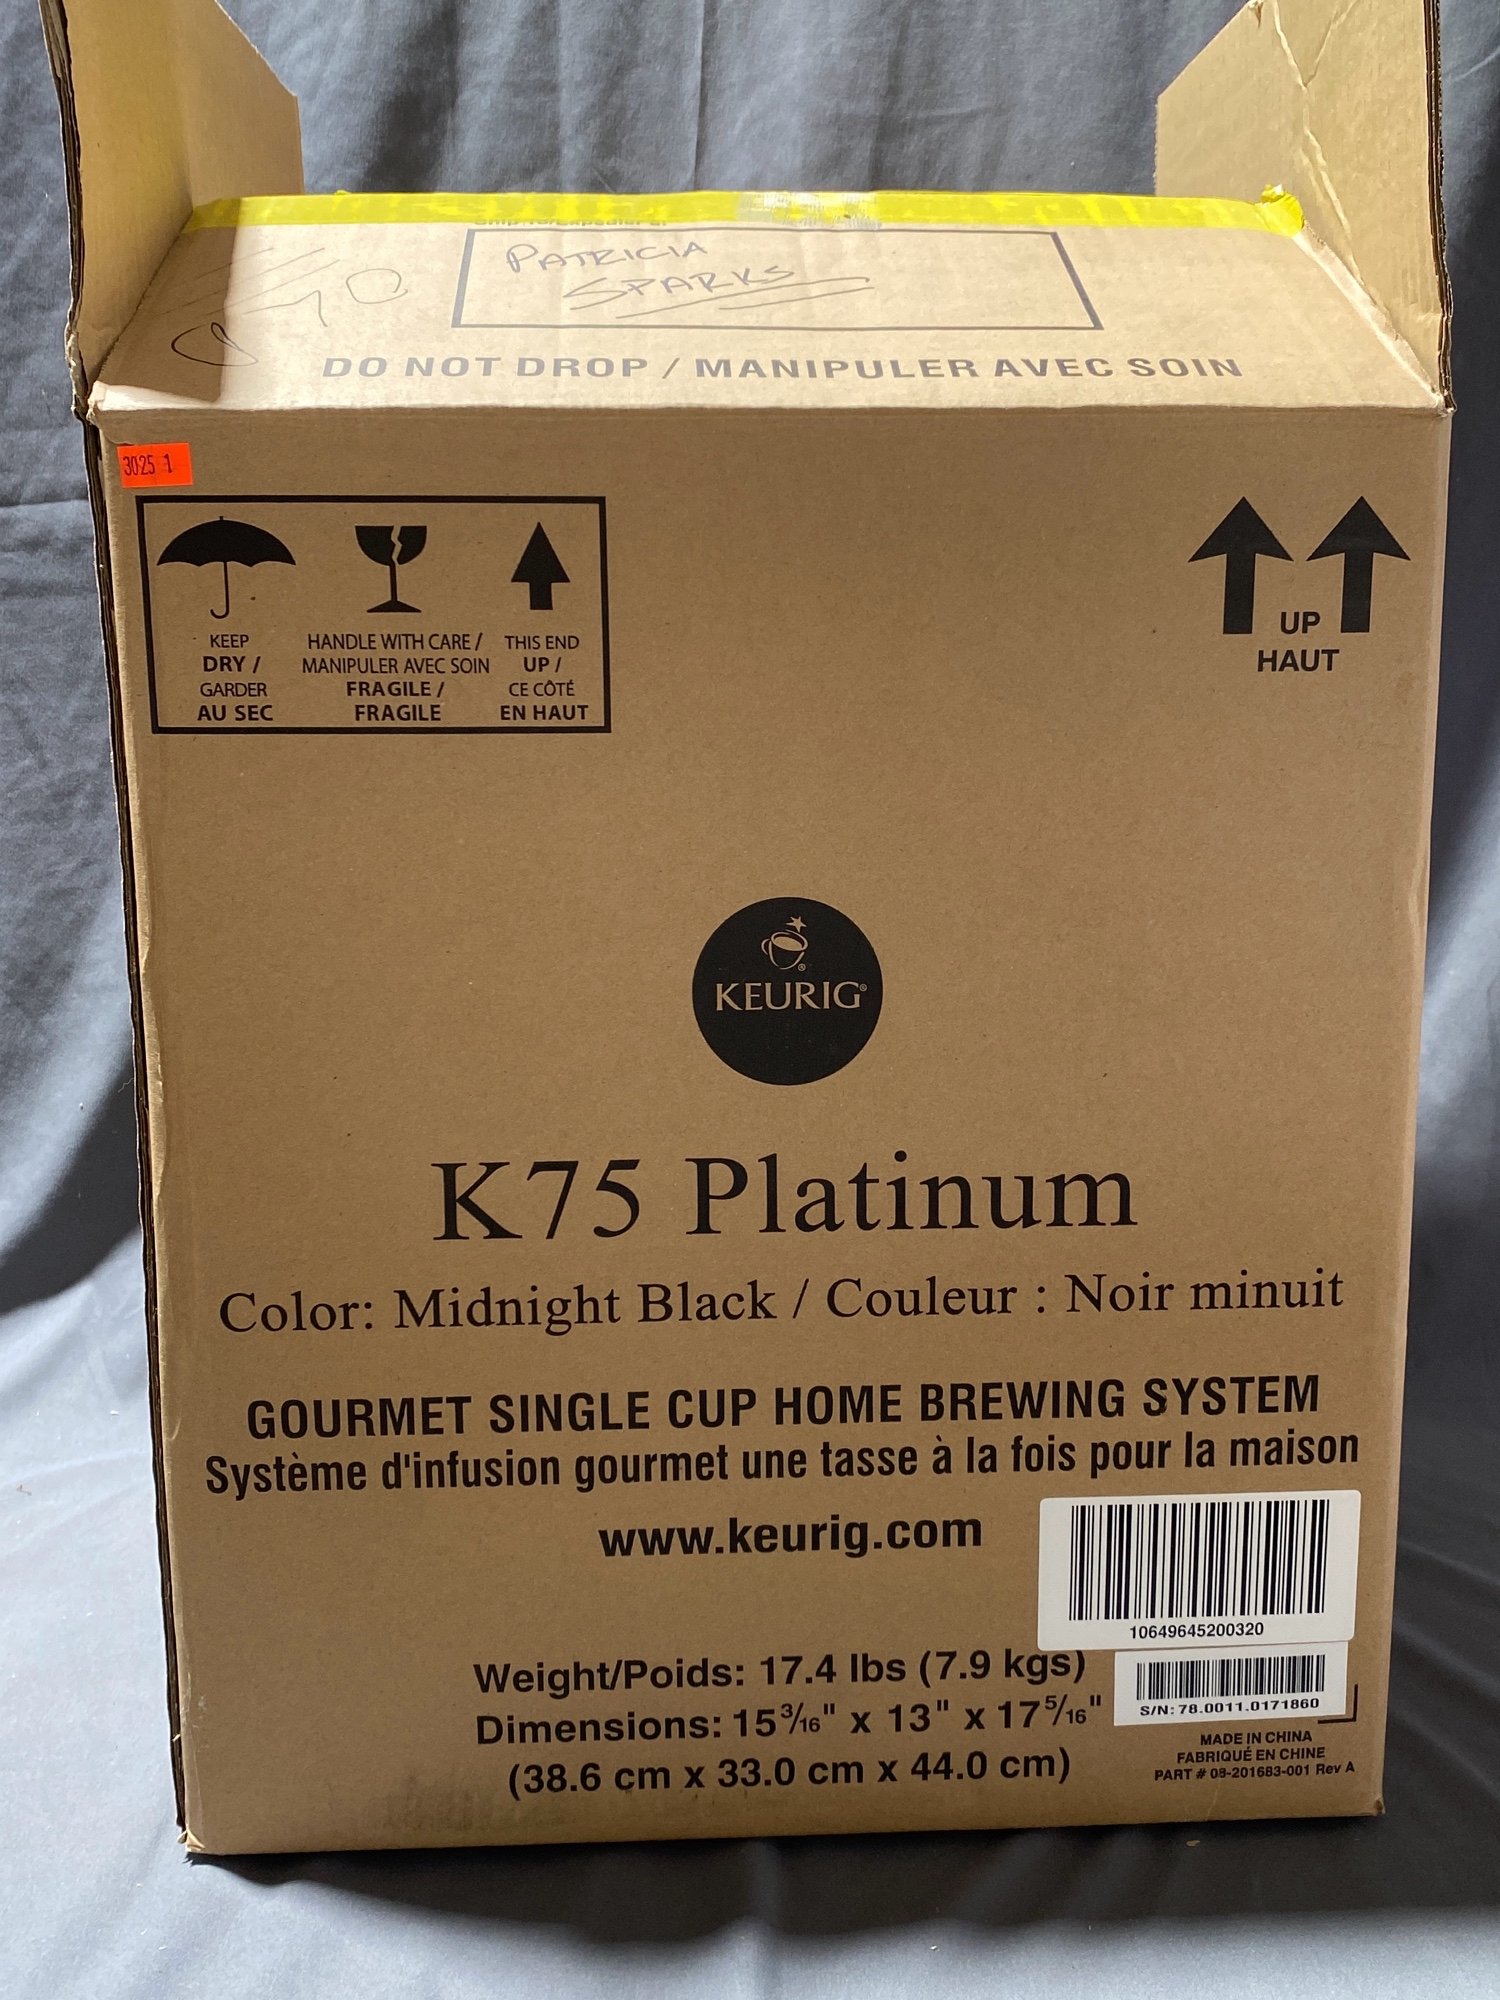 PATRICIA
SPARKS
DO NOT DROP / MANIPULER AVEC SOIN
3025 1
KEEP
DRY /
GARDER
AU SEC
HANDLE WITH CARE /
MANIPULER AVEC SOIN
FRAGILE /
FRAGILE
THIS END
UP /
CE CÔTÉ
EN HAUT
UP
HAUT
KEURIG®
K75 Platinum
Color: Midnight Black / Couleur : Noir minuit
GOURMET SINGLE CUP HOME BREWING SYSTEM
Système d'infusion gourmet une tasse à la fois pour la maison
www.keurig.com
10649645200320
Weight/Poids: 17.4 lbs (7.9 kgs)
Dimensions: 15 3/16" x 13" x 17 5/16"
(38.6 cm x 33.0 cm x 44.0 cm)
S/N: 78.0011.0171860
MADE IN CHINA
FABRIQUÉ EN CHINE
PART # 08-201683-001 Rev A